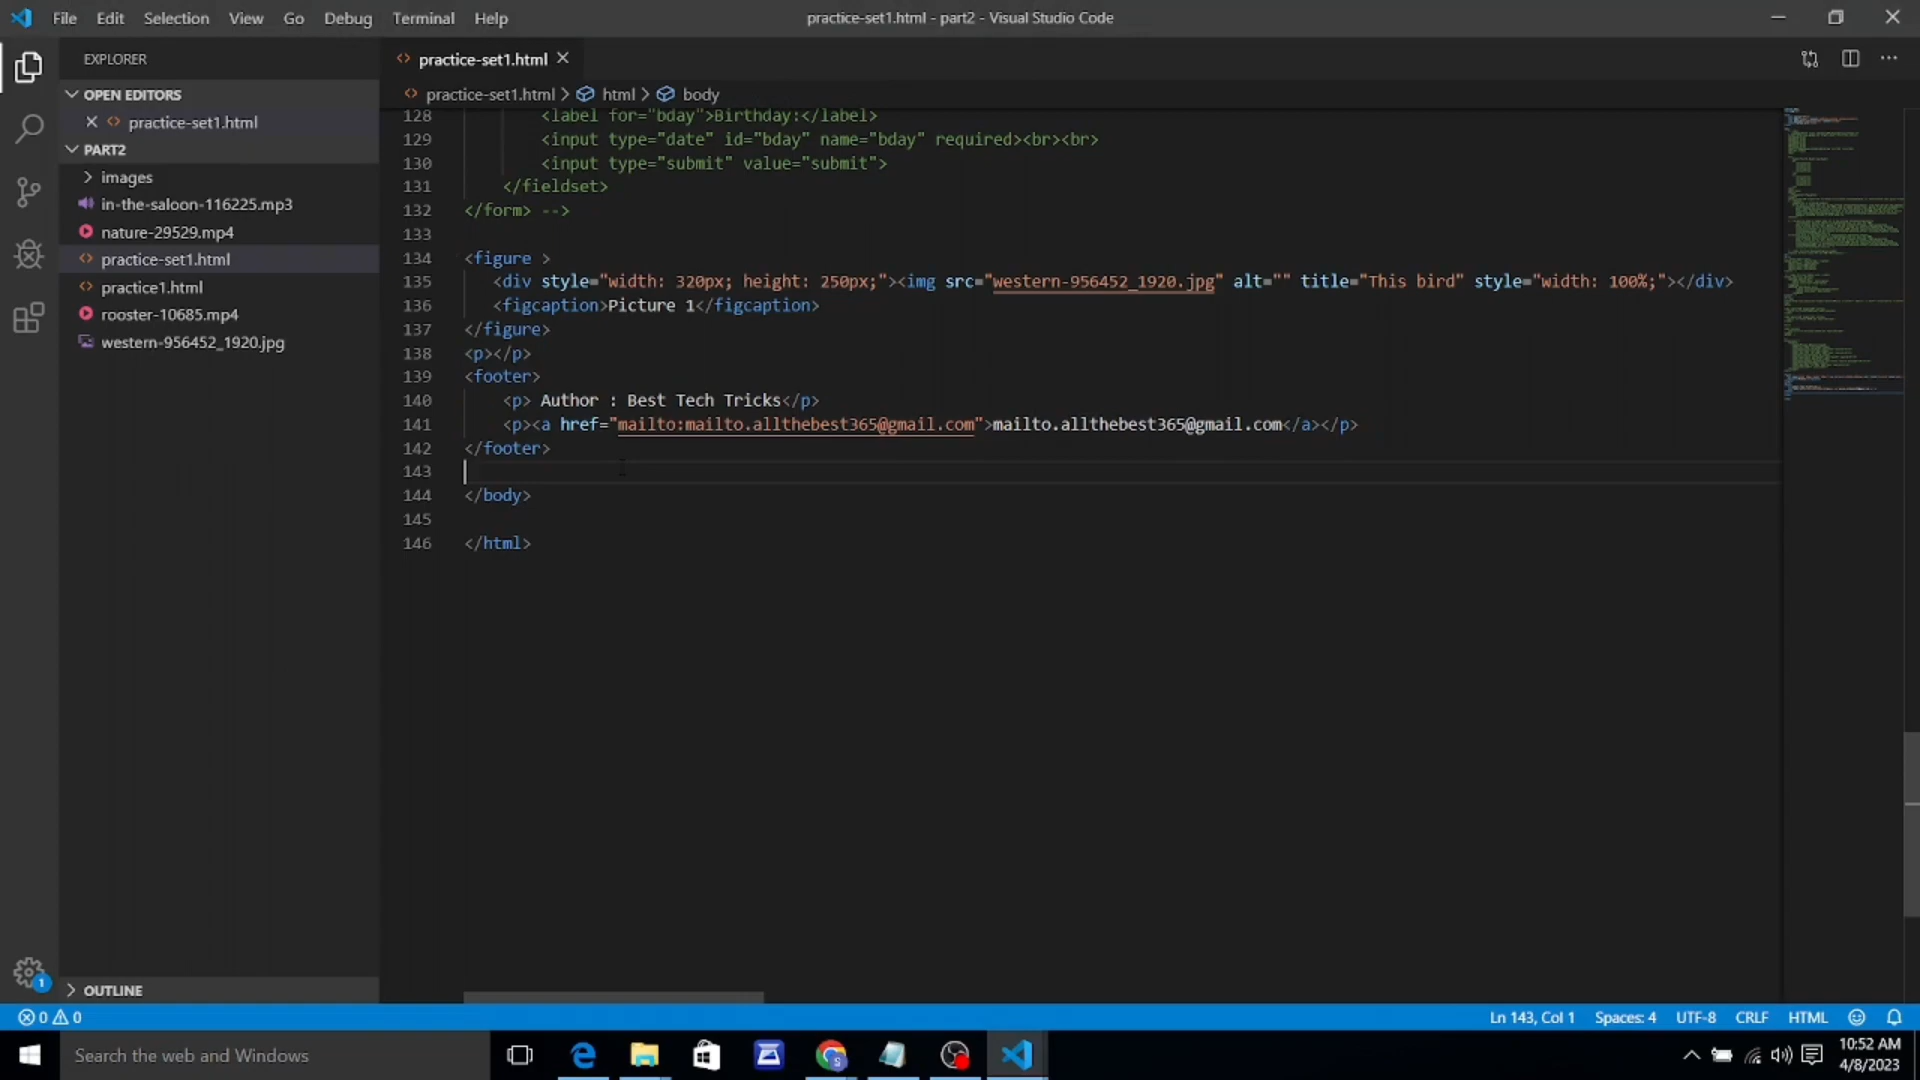 File Edit Selection View Go Debug Terminal Help
practice-set1.html - part2 - Visual Studio Code
EXPLORER
OPEN EDITORS
practice-set1.html
PART2
images
in-the-saloon-116225.mp3
nature-29529.mp4
practice-set1.html
practice1.html
rooster-10685.mp4
western-956452_1920.jpg
OUTLINE
practice-set1.html
practice-set1.html > html > body
128 <label for="bday">Birthday:</label>
129 <input type="date" id="bday" name="bday" required><br><br>
130 <input type="submit" value="submit">
131 </fieldset>
132 </form> -->
133
134 <figure >
135 <div style="width: 320px; height: 250px;"><img src="western-956452_1920.jpg" alt="" title="This bird" style="width: 100%;"></div>
136 <figcaption>Picture 1</figcaption>
137 </figure>
138 <p></p>
139 <footer>
140 <p> Author : Best Tech Tricks</p>
141 <p><a href="mailto:mailto.allthebest365@gmail.com">mailto.allthebest365@gmail.com</a></p>
142 </footer>
143
144 </body>
145
146 </html>
1
0 0
Ln 143, Col 1 Spaces: 4 UTF-8 CRLF HTML
Search the web and Windows
10:52 AM
4/8/2023